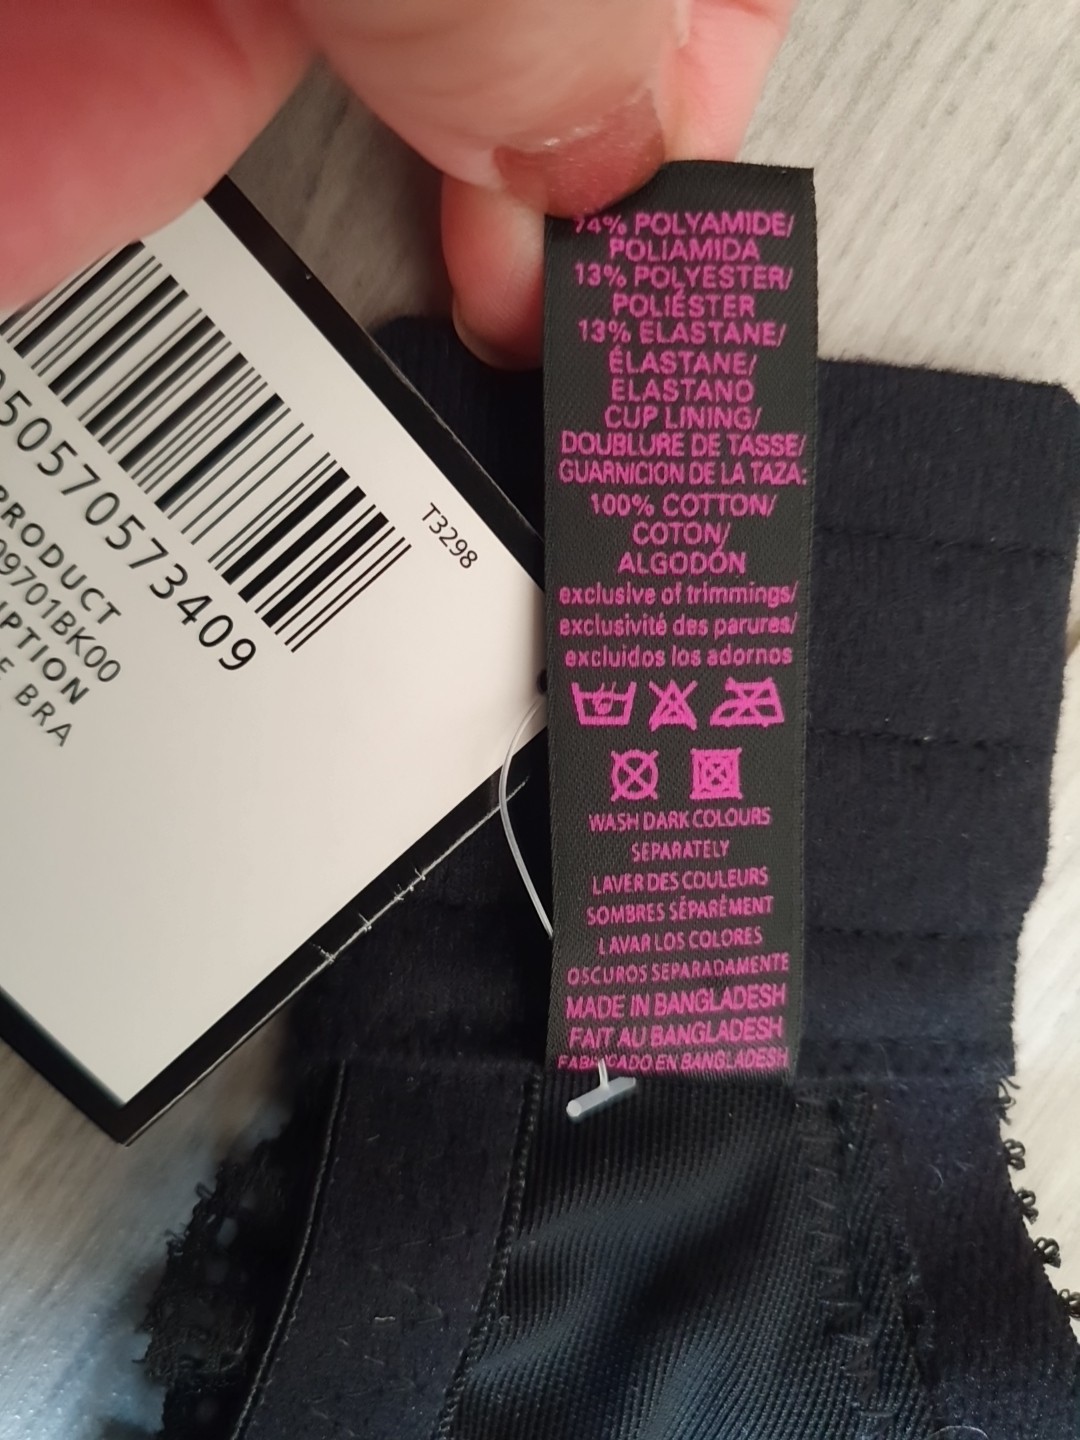 74% POLYAMIDE/
POLIAMIDA
13% POLYESTER/
POLIÉSTER
13% ELASTANE/
ÉLASTANE/
ELASTANO
CUP LINING/
DOUBLURE DE TASSE/
GUARNICION DE LA TAZA:
100% COTTON/
COTON/
ALGODÓN
exclusive of trimmings/
exclusivité des parures/
excluidos los adornos
WASH DARK COLOURS
SEPARATELY
LAVER DES COULEURS
SOMBRES SÉPARÉMENT
LAVAR LOS COLORES
OSCUROS SEPARADAMENTE
MADE IN BANGLADESH
FAIT AU BANGLADESH
FABRICADO EN BANGLADESH
T3298
50570573409
PRODUCT
09701BK00
BRA